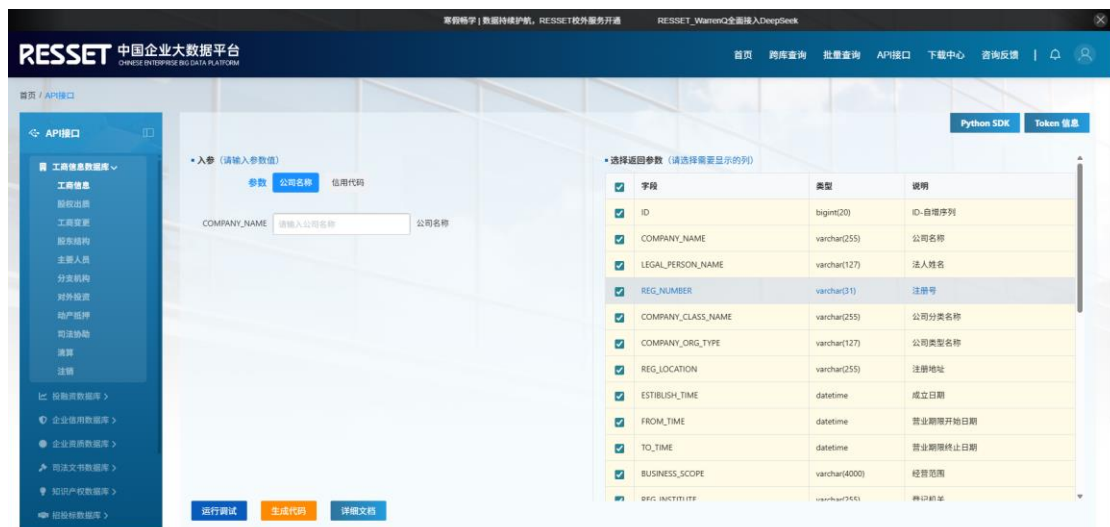 寒假畅学 | 数据持续护航，RESSET校外服务开通 RESSET_WarrenQ全面接入DeepSeek
RESSET 中国企业大数据平台
CHINESE ENTERPRISE BIG DATA PLATFORM
首页 跨库查询 批量查询 API接口 下载中心 咨询反馈
首页 / API接口
API接口
Python SDK Token 信息
工商信息数据库
工商信息
股权出质
工商变更
股东结构
主要人员
分支机构
对外投资
动产抵押
司法协助
清算
注销
投融资数据库
企业信用数据库
企业资质数据库
司法文书数据库
知识产权数据库
招投标数据库
入参（请输入参数值）
参数 公司名称 信用代码
COMPANY_NAME 请输入公司名称 公司名称
运行调试 生成代码 详细文档
选择返回参数（请选择需要显示的列）
字段 类型 说明
ID bigint(20) ID-自增序列
COMPANY_NAME varchar(255) 公司名称
LEGAL_PERSON_NAME varchar(127) 法人姓名
REG_NUMBER varchar(31) 注册号
COMPANY_CLASS_NAME varchar(255) 公司分类名称
COMPANY_ORG_TYPE varchar(127) 公司类型名称
REG_LOCATION varchar(255) 注册地址
ESTIBLISH_TIME datetime 成立日期
FROM_TIME datetime 营业期限开始日期
TO_TIME datetime 营业期限终止日期
BUSINESS_SCOPE varchar(4000) 经营范围
REG_INSTITUTE varchar(255) 登记机关